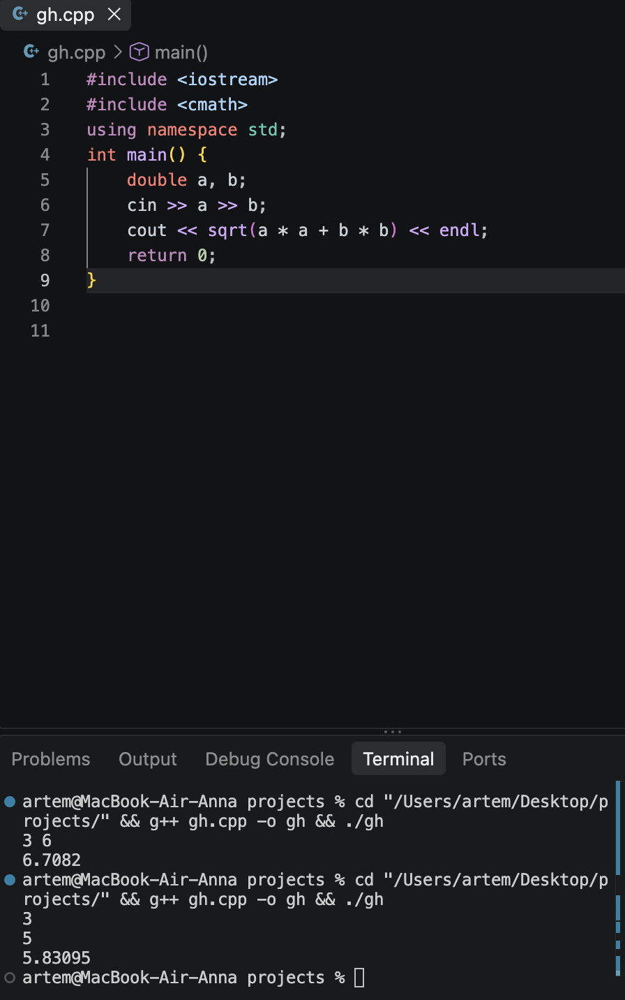 gh.cpp
gh.cpp > main()
1 #include <iostream>
2 #include <cmath>
3 using namespace std;
4 int main() {
5     double a, b;
6     cin >> a >> b;
7     cout << sqrt(a * a + b * b) << endl;
8     return 0;
9 }
10
11
Problems Output Debug Console Terminal Ports
artem@MacBook-Air-Anna projects % cd "/Users/artem/Desktop/p
rojects/" && g++ gh.cpp -o gh && ./gh
3 6
6.7082
artem@MacBook-Air-Anna projects % cd "/Users/artem/Desktop/p
rojects/" && g++ gh.cpp -o gh && ./gh
3
5
5.83095
artem@MacBook-Air-Anna projects %